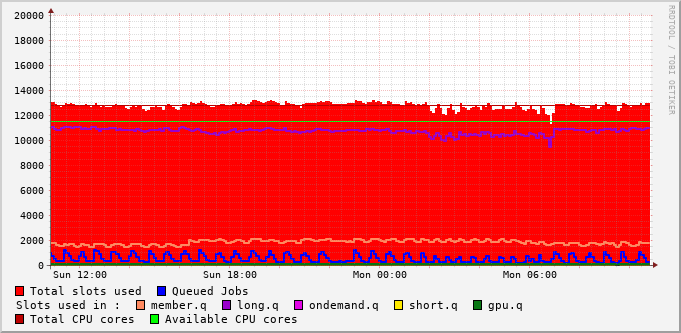 RRDTOOL / TOBI OETIKER
20000
18000
16000
14000
12000
10000
8000
6000
4000
2000
0
Sun 12:00 Sun 18:00 Mon 00:00 Mon 06:00
Total slots used Queued Jobs
Slots used in : member.q long.q ondemand.q short.q gpu.q
Total CPU cores Available CPU cores